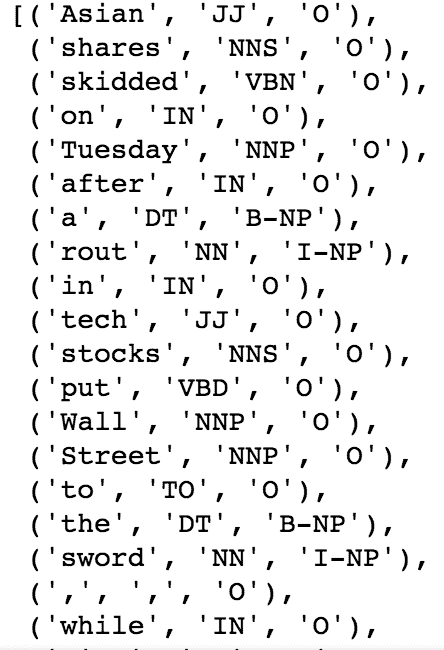 [('Asian', 'JJ', 'O'),
('shares', 'NNS', 'O'),
('skidded', 'VBN', 'O'),
('on', 'IN', 'O'),
('Tuesday', 'NNP', 'O'),
('after', 'IN', 'O'),
('a', 'DT', 'B-NP'),
('rout', 'NN', 'I-NP'),
('in', 'IN', 'O'),
('tech', 'JJ', 'O'),
('stocks', 'NNS', 'O'),
('put', 'VBD', 'O'),
('Wall', 'NNP', 'O'),
('Street', 'NNP', 'O'),
('to', 'TO', 'O'),
('the', 'DT', 'B-NP'),
('sword', 'NN', 'I-NP'),
(',', ',', 'O'),
('while', 'IN', 'O'),